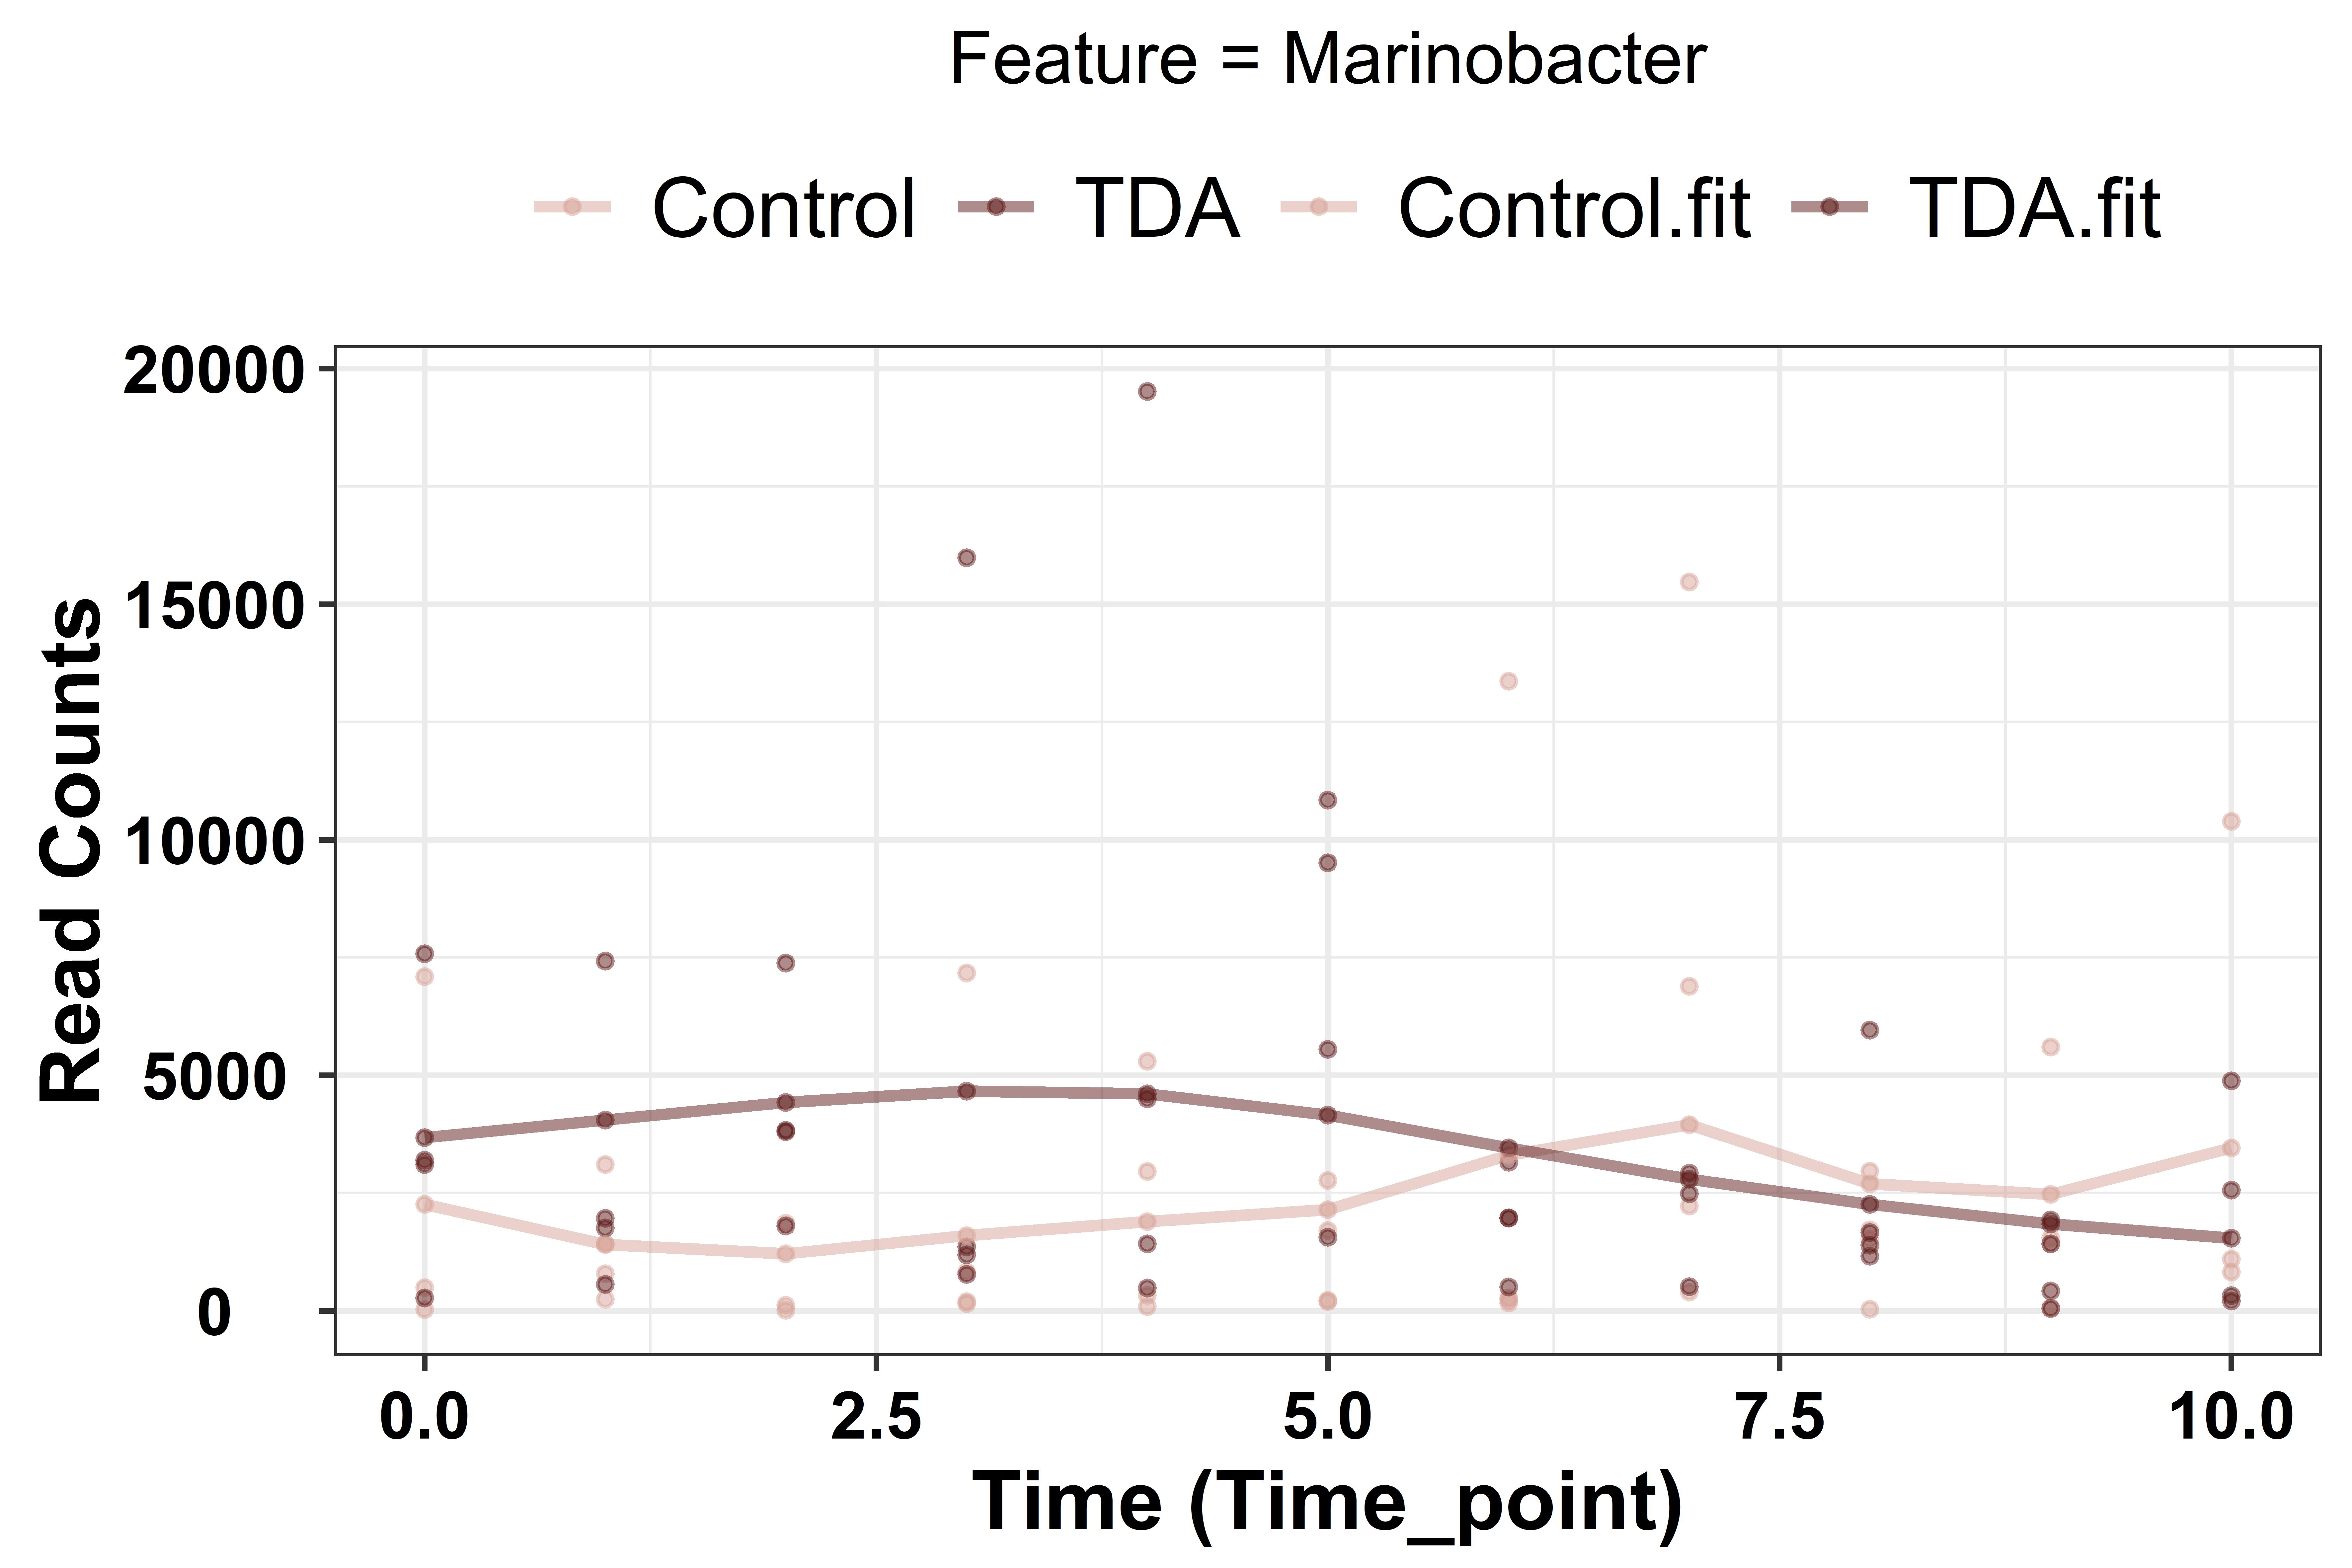 Feature = Marinobacter
Control TDA Control.fit TDA.fit
20000
15000
10000
5000
0
Read Counts
0.0 2.5 5.0 7.5 10.0
Time (Time_point)